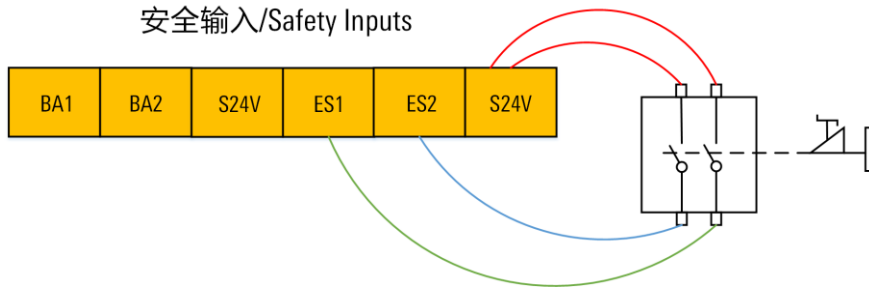 安全输入/Safety Inputs
BA1 BA2 S24V ES1 ES2 S24V